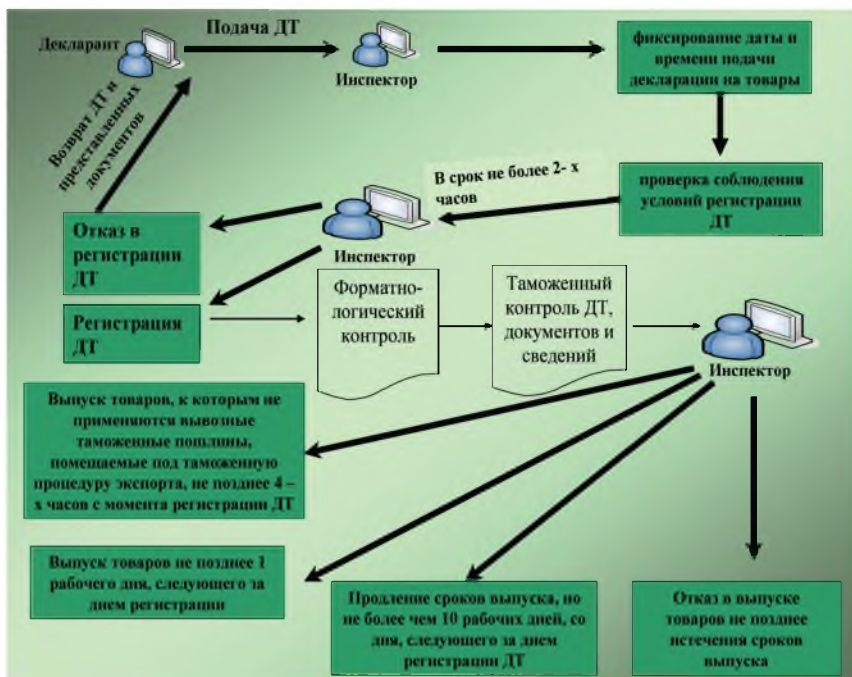 Декларант
Подача ДТ
Инспектор
фиксирование даты и
времени подачи
декларации на товары
Возврат ДТ и
представленных
документов
В срок не более 2- х
часов
проверка соблюдения
условий регистрации
ДТ
Отказ в
регистрации
ДТ
Инспектор
Регистрация
ДТ
Форматно-
логический
контроль
Таможенный
контроль ДТ,
документов и
сведений
Инспектор
Выпуск товаров, к которым не
применяются вывозные
таможенные пошлины,
помещаемые под таможенную
процедуру экспорта, не позднее 4 –
х часов с момента регистрации ДТ
Выпуск товаров не позднее 1
рабочего дня, следующего за
днем регистрации
Продление сроков выпуска, но
не более чем 10 рабочих дней, со
дня, следующего за днем
регистрации ДТ
Отказ в выпуске
товаров не позднее
истечения сроков
выпуска